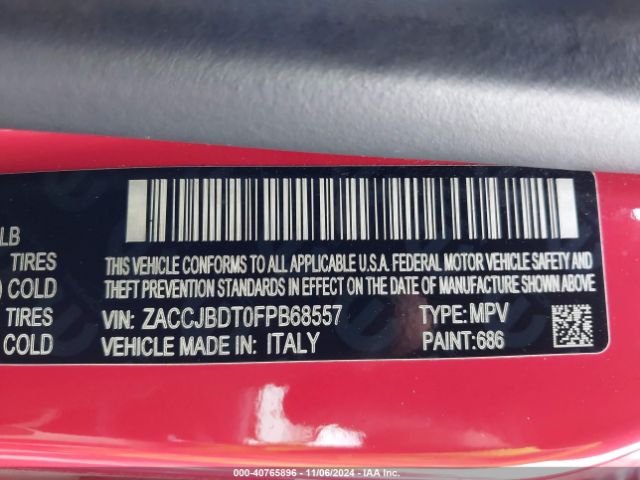 LB
TIRES
) COLD
TIRES
COLD
THIS VEHICLE CONFORMS TO ALL APPLICABLE U.S.A. FEDERAL MOTOR VEHICLE SAFETY AND
THEFT PREVENTION STANDARDS IN EFFECT ON THE DATE OF MANUFACTURE SHOWN ABOVE
VIN: ZACCJBDT0FPB68557 TYPE: MPV
VEHICLE MADE IN: ITALY PAINT: 686
000-40765896 - 11/06/2024 - IAA Inc.